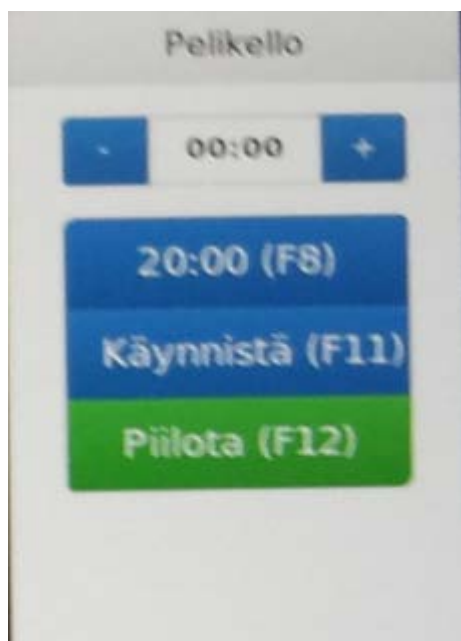 Pelikello
- 00:00 +
20:00 (F8)
Käynnistä (F11)
Piilota (F12)